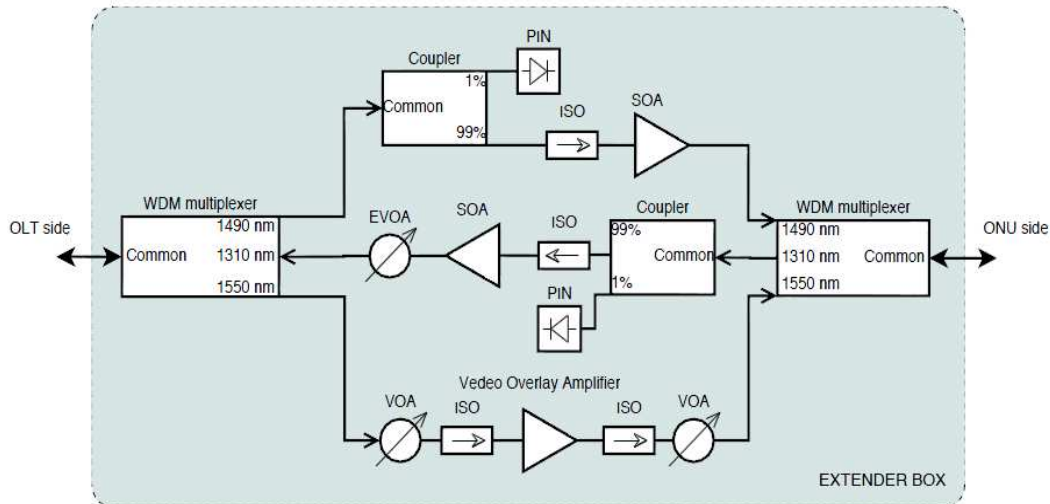 PIN
Coupler
1%
Common
99%
ISO
SOA
WDM multiplexer
OLT side
1490 nm
Common
1310 nm
1550 nm
EVOA
SOA
ISO
Coupler
99%
Common
1%
PIN
WDM multiplexer
1490 nm
1310 nm
Common
1550 nm
ONU side
Vedeo Overlay Amplifier
VOA
ISO
ISO
VOA
EXTENDER BOX